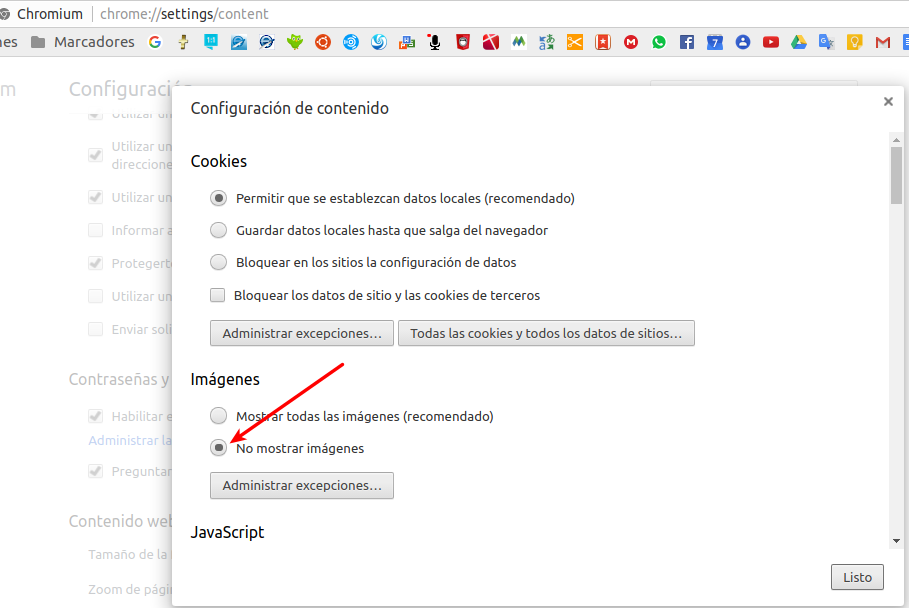 Chromium chrome://settings/content
nes Marcadores
m Configuració
Configuración de contenido
Utilizar un
Utilizar un
direccione
Utilizar un
Informar a
Protegerte
Utilizar un
Enviar soli
Contraseñas y
Habilitar e
Administrar la
Preguntar
Contenido web
Tamaño de la
Zoom de págin
Cookies
Permitir que se establezcan datos locales (recomendado)
Guardar datos locales hasta que salga del navegador
Bloquear en los sitios la configuración de datos
Bloquear los datos de sitio y las cookies de terceros
Administrar excepciones...
Todas las cookies y todos los datos de sitios...
Imágenes
Mostrar todas las imágenes (recomendado)
No mostrar imágenes
Administrar excepciones...
JavaScript
Listo